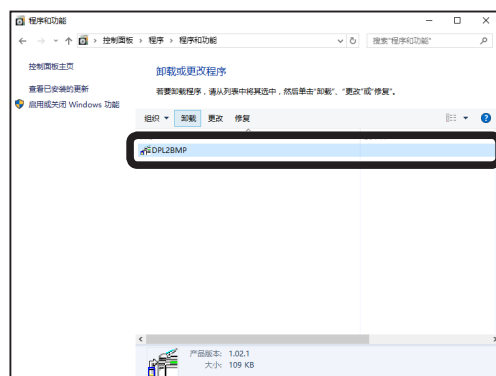 程序和功能
控制面板 › 程序 › 程序和功能
搜索"程序和功能"
控制面板主页
查看已安装的更新
启用或关闭 Windows 功能
卸载或更改程序
若要卸载程序，请从列表中将其选中，然后单击"卸载"、"更改"或"修复"。
组织 卸载 更改 修复
DPL2BMP
产品版本: 1.02.1
大小: 109 KB